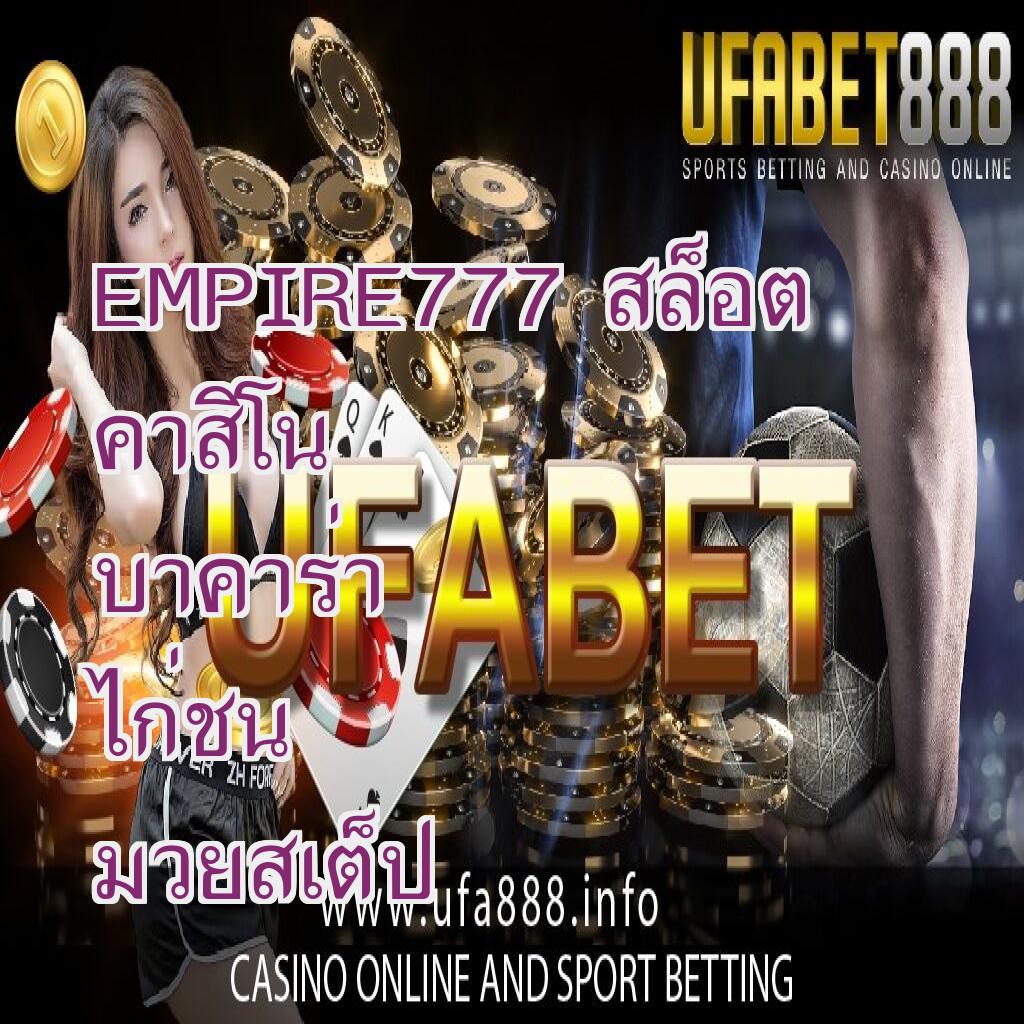 UFABET888
SPORTS BETTING AND CASINO ONLINE
EMPIRE777 สล็อต
คาสิโน
Q K
UFABET
บาคาร่า
ไก่ชน
ZH FOR
มวยสเต็ป
www.ufa888.info
CASINO ONLINE AND SPORT BETTING